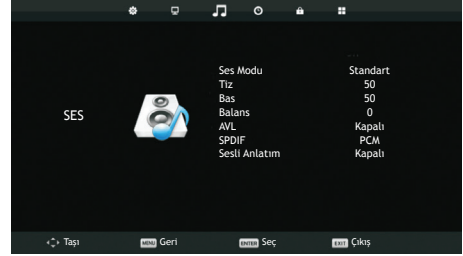 Ses Modu Standart
Tiz 50
Bas 50
SES
Balans 0
AVL Kapalı
SPDIF PCM
Sesli Anlatım Kapalı
Taşı MENU Geri ENTER Seç EXIT Çıkış